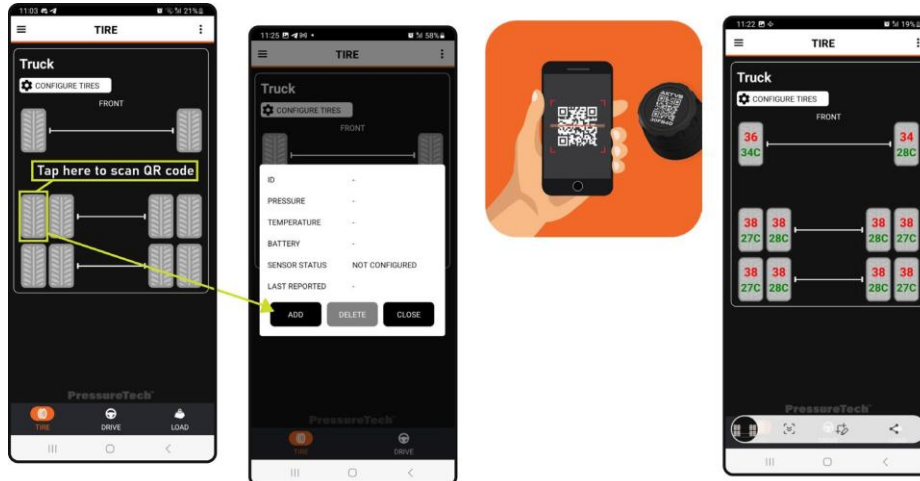 11:03
21%
TIRE
Truck
CONFIGURE TIRES
FRONT
Tap here to scan QR code
PressureTech
TIRE
DRIVE
LOAD
11:25
58%
TIRE
Truck
CONFIGURE TIRES
FRONT
ID -
PRESSURE -
TEMPERATURE -
BATTERY -
SENSOR STATUS NOT CONFIGURED
LAST REPORTED -
ADD DELETE CLOSE
PressureTech
TIRE
DRIVE
11:22
19%
TIRE
Truck
CONFIGURE TIRES
FRONT
36 34
34C 28C
38 38 38 38
27C 28C 28C 27C
38 38 38 38
27C 28C 28C 27C
PressureTech